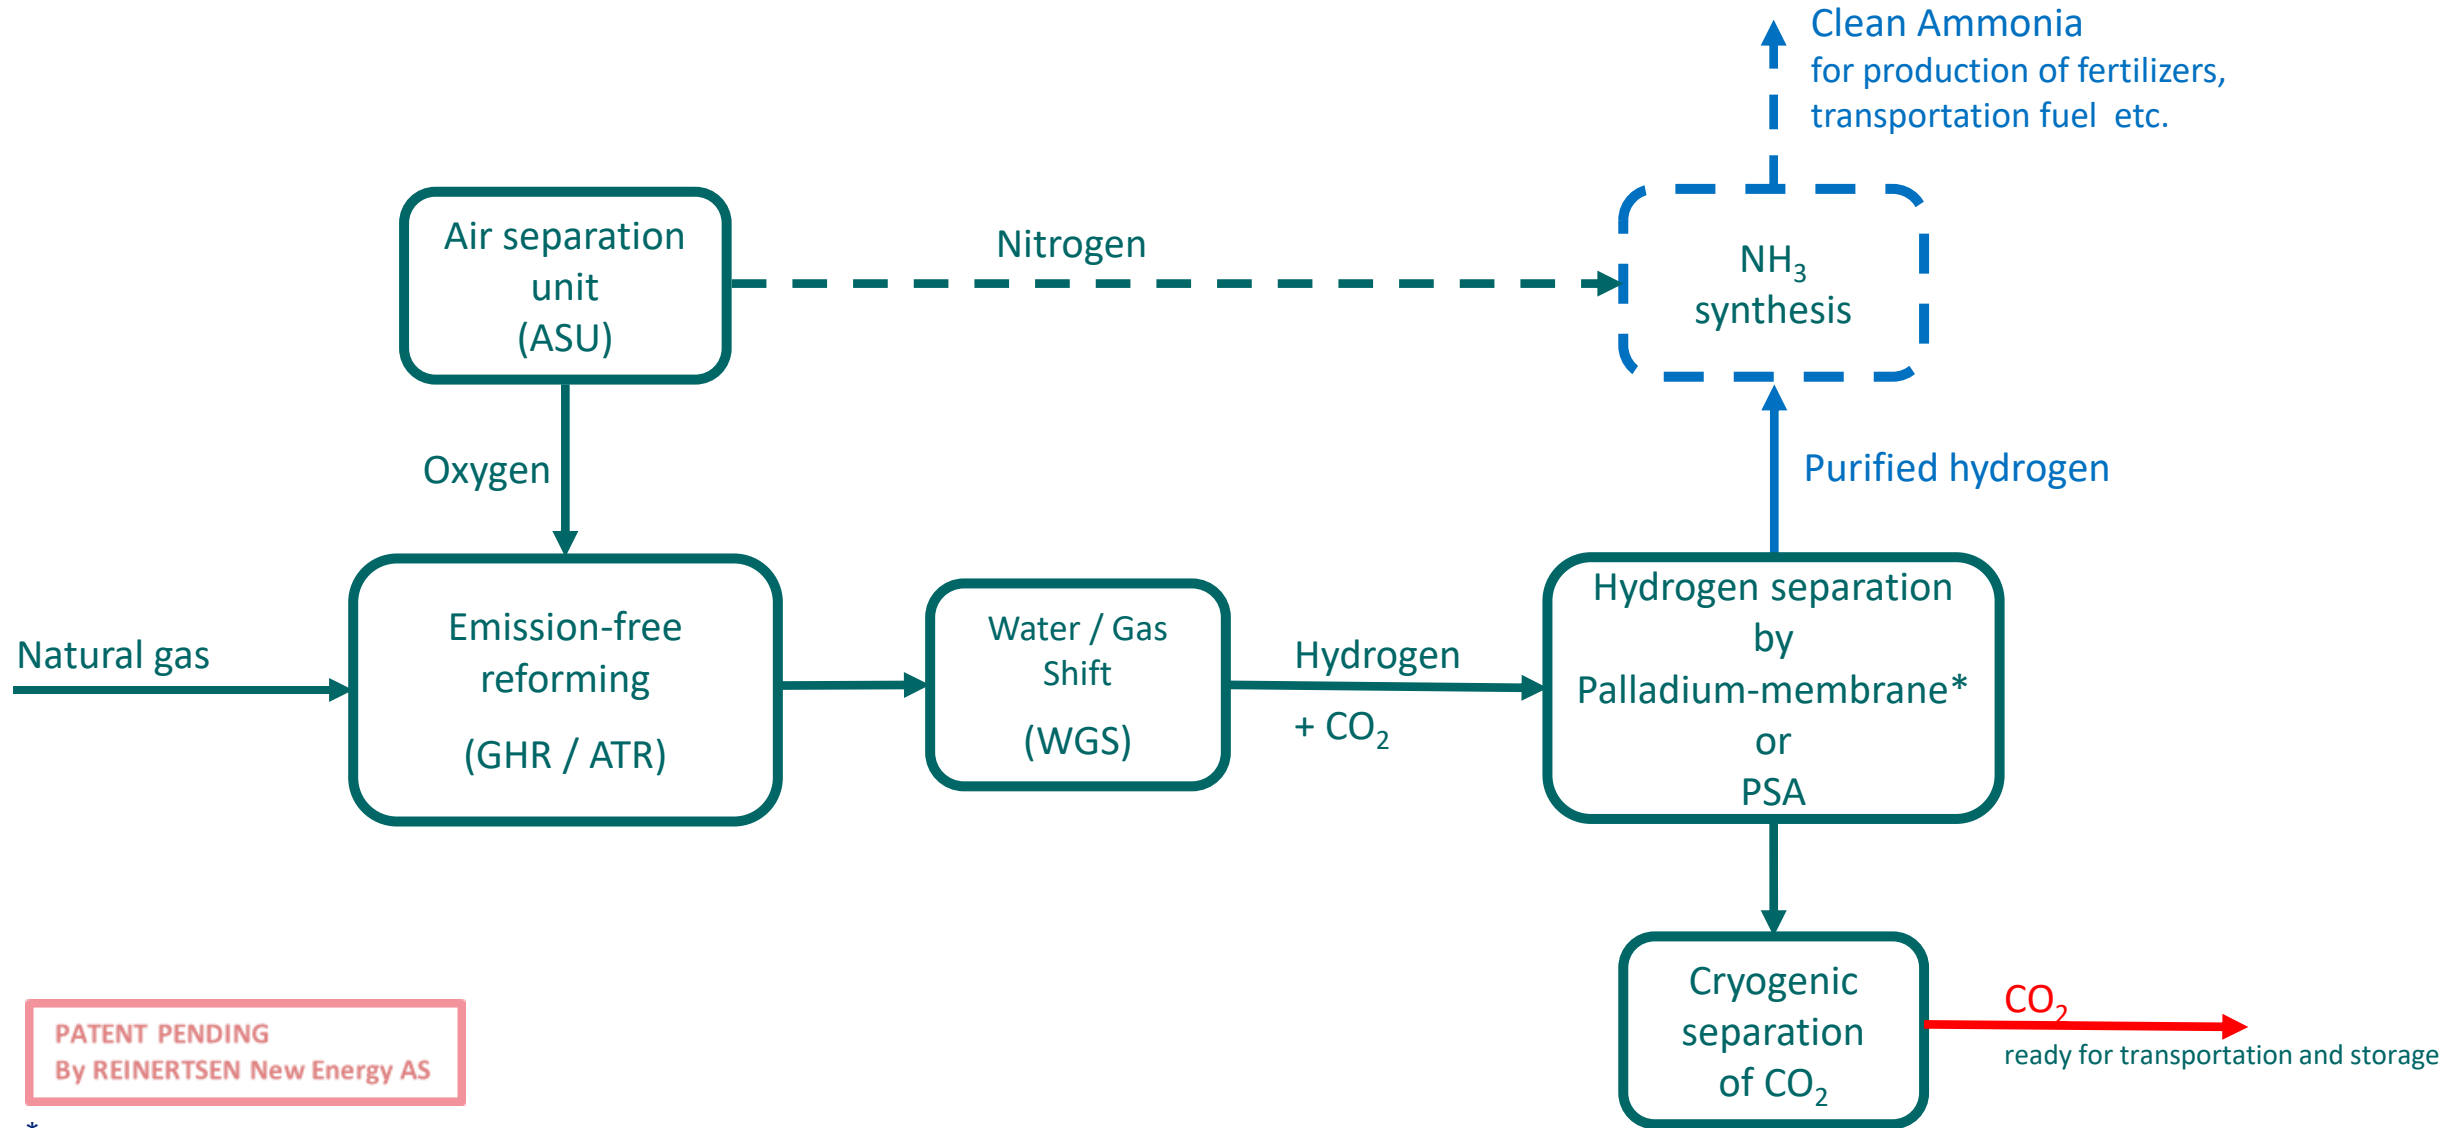 Clean Ammonia
for production of fertilizers,
transportation fuel etc.
Air separation
unit
(ASU)
Nitrogen
NH₃
synthesis
Oxygen
Purified hydrogen
Natural gas
Emission-free
reforming
(GHR / ATR)
Water / Gas
Shift
(WGS)
Hydrogen
+ CO₂
Hydrogen separation
by
Palladium-membrane*
or
PSA
Cryogenic
separation
of CO₂
CO₂
ready for transportation and storage
PATENT PENDING
By REINERTSEN New Energy AS
*